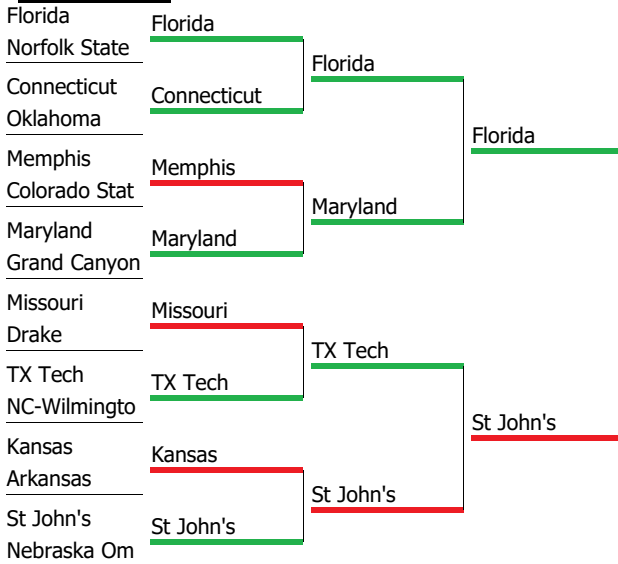 Florida
Norfolk State
Connecticut
Oklahoma
Memphis
Colorado Stat
Maryland
Grand Canyon
Missouri
Drake
TX Tech
NC-Wilmingto
Kansas
Arkansas
St John's
Nebraska Om
Florida
Connecticut
Memphis
Maryland
Missouri
TX Tech
Kansas
St John's
Florida
Maryland
TX Tech
St John's
Florida
St John's